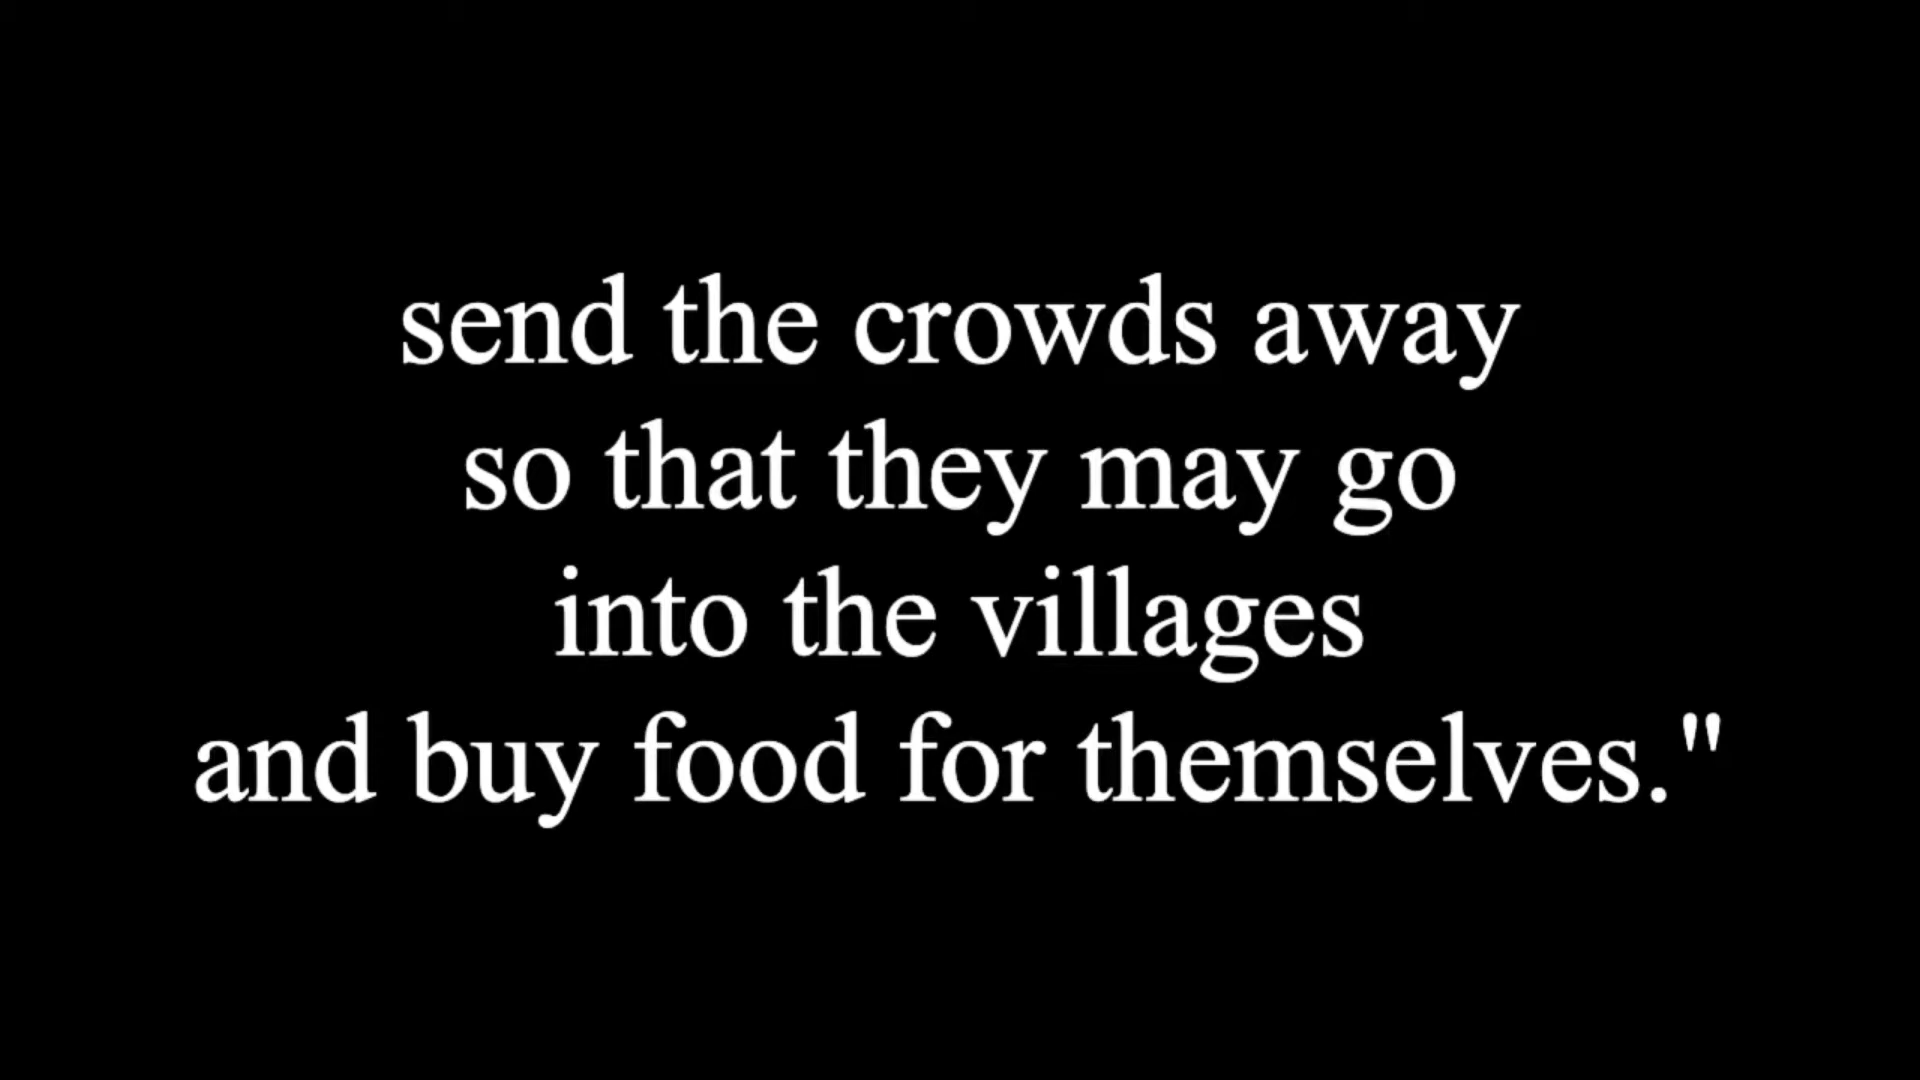 send the crowds away
so that they may go
into the villages
and buy food for themselves."